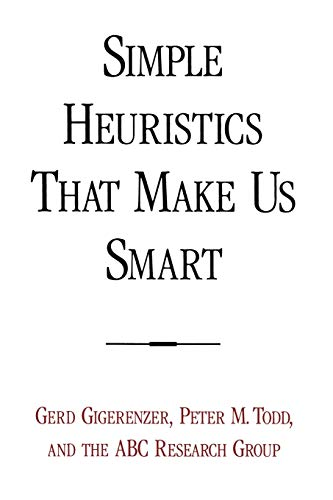 SIMPLE
HEURISTICS
THAT MAKE US
SMART
GERD GIGERENZER, PETER M. TODD,
AND THE ABC RESEARCH GROUP